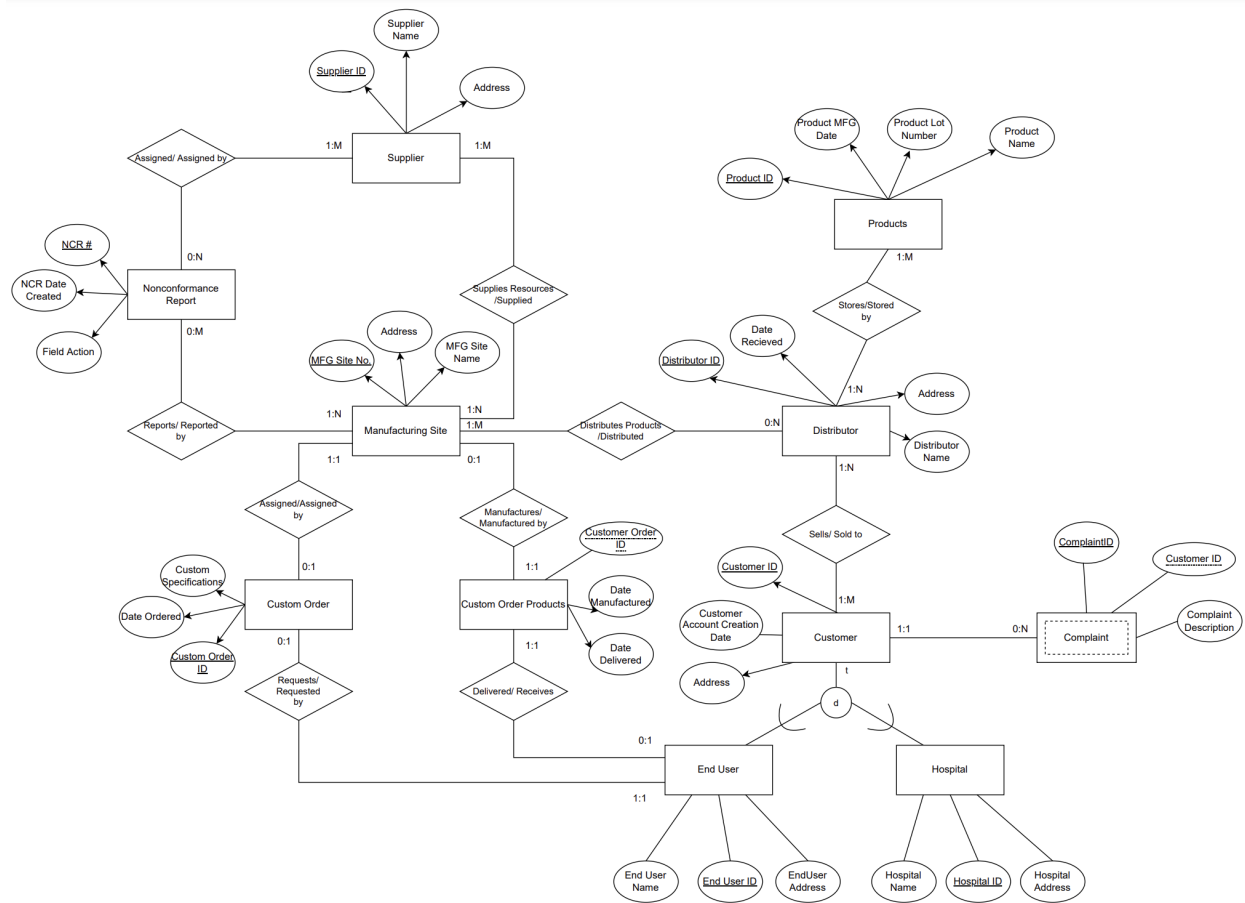 Supplier
Name
Supplier ID
Address
Supplier
1:M
1:M
Assigned/ Assigned by
0:N
NCR #
NCR Date
Created
Field Action
Nonconformance
Report
0:M
Reports/ Reported
by
Supplies Resources
/Supplied
Product MFG
Date
Product Lot
Number
Product
Name
Product ID
Products
1:M
Stores/Stored
by
1:N
Address
MFG Site No.
MFG Site
Name
Date
Recieved
Distributor ID
Address
Distributor
Name
1:N
Manufacturing Site
1:N
1:M
1:1
0:1
Distributes Products
/Distributed
0:N
Distributor
1:N
Assigned/Assigned
by
0:1
Manufactures/
Manufactured by
1:1
Customer Order
ID
Sells/ Sold to
1:M
Custom
Specifications
Date Ordered
Custom Order
ID
Custom Order
0:1
Custom Order Products
1:1
Date
Manufactured
Date
Delivered
Customer ID
Customer
Account Creation
Date
Address
Customer
1:1
0:N
t
d
ComplaintID
Customer ID
Complaint
Description
Complaint
Requests/
Requested
by
Delivered/ Receives
0:1
1:1
End User
Hospital
End User
Name
End User ID
EndUser
Address
Hospital
Name
Hospital ID
Hospital
Address